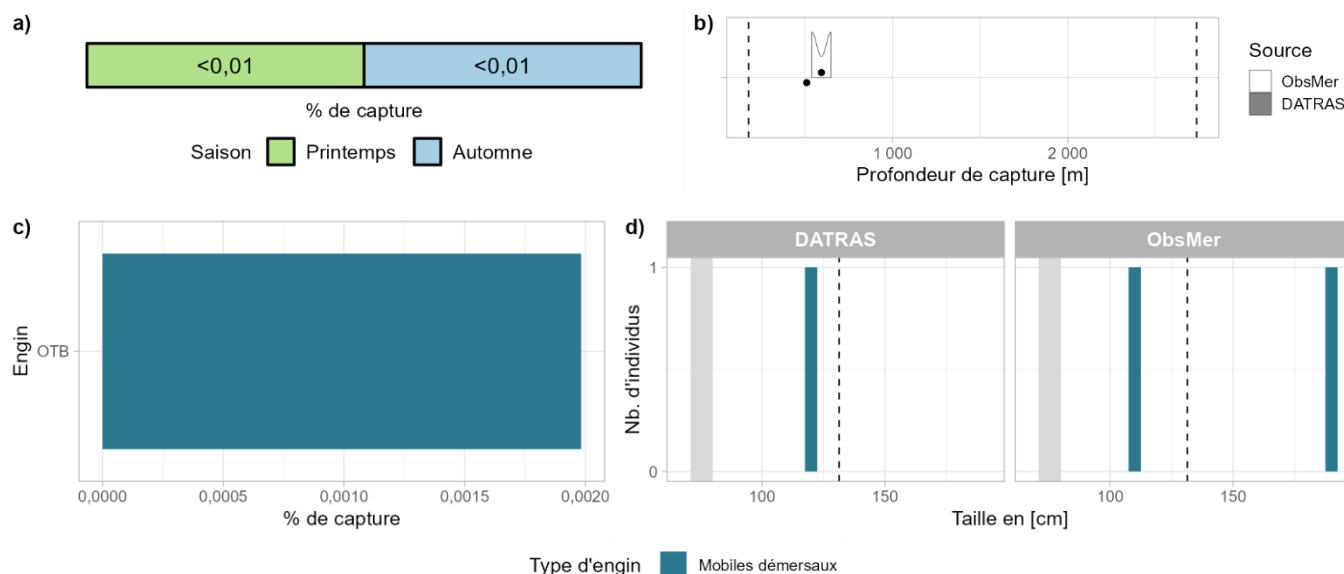 a)
<0,01 <0,01
% de capture
Saison Printemps Automne
b)
1 000 2 000
Profondeur de capture [m]
Source
ObsMer
DATRAS
c)
Engin
OTB
0,0000 0,0005 0,0010 0,0015 0,0020
% de capture
d)
DATRAS ObsMer
Nb. d'individus
1
0
100 150 100 150
Taille en [cm]
Type d'engin Mobiles démersaux